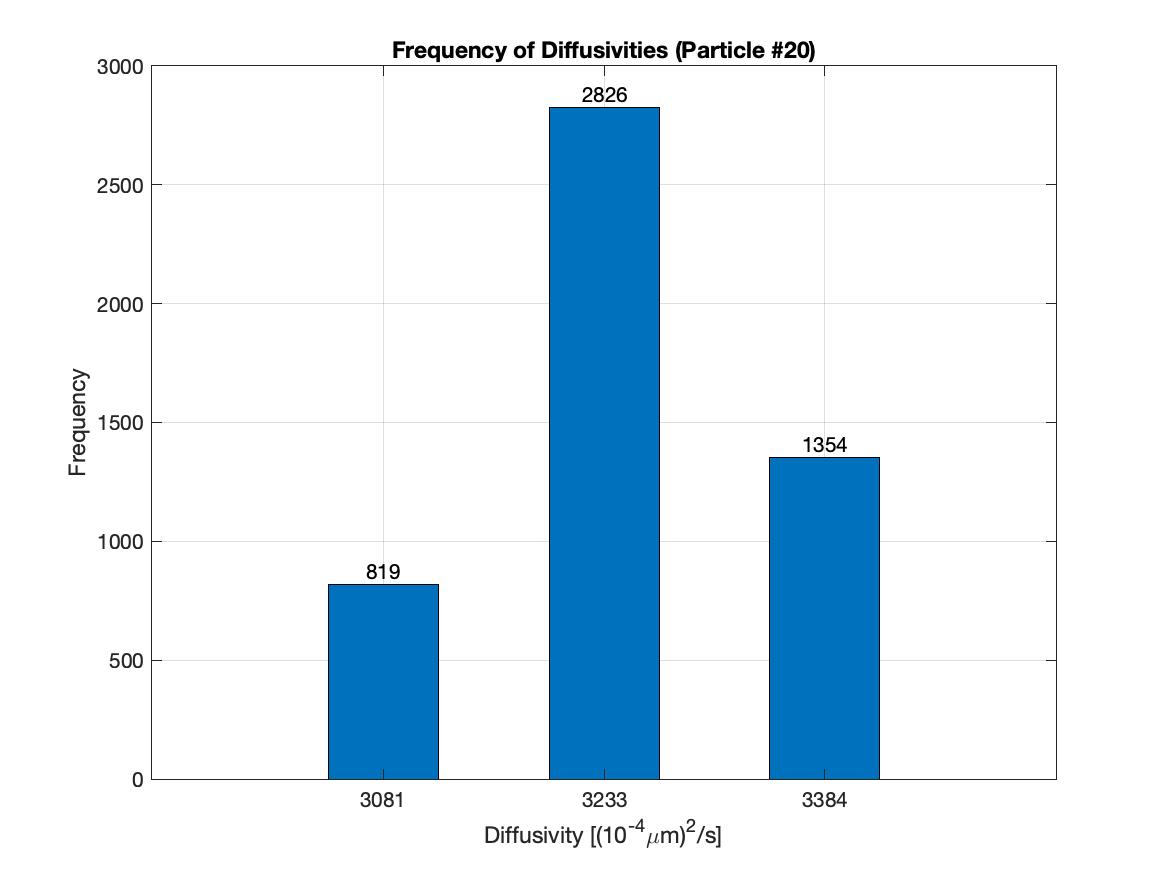 Frequency of Diffusivities (Particle #20)
3000
2500
2000
1500
1000
500
0
Frequency
819
2826
1354
3081 3233 3384
Diffusivity [(10⁻⁴μm)²/s]